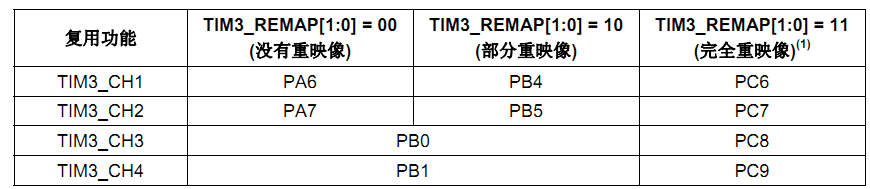 复用功能 TIM3_REMAP[1:0] = 00 TIM3_REMAP[1:0] = 10 TIM3_REMAP[1:0] = 11
(没有重映像) (部分重映像) (完全重映像)(1)
TIM3_CH1 PA6 PB4 PC6
TIM3_CH2 PA7 PB5 PC7
TIM3_CH3 PB0 PC8
TIM3_CH4 PB1 PC9